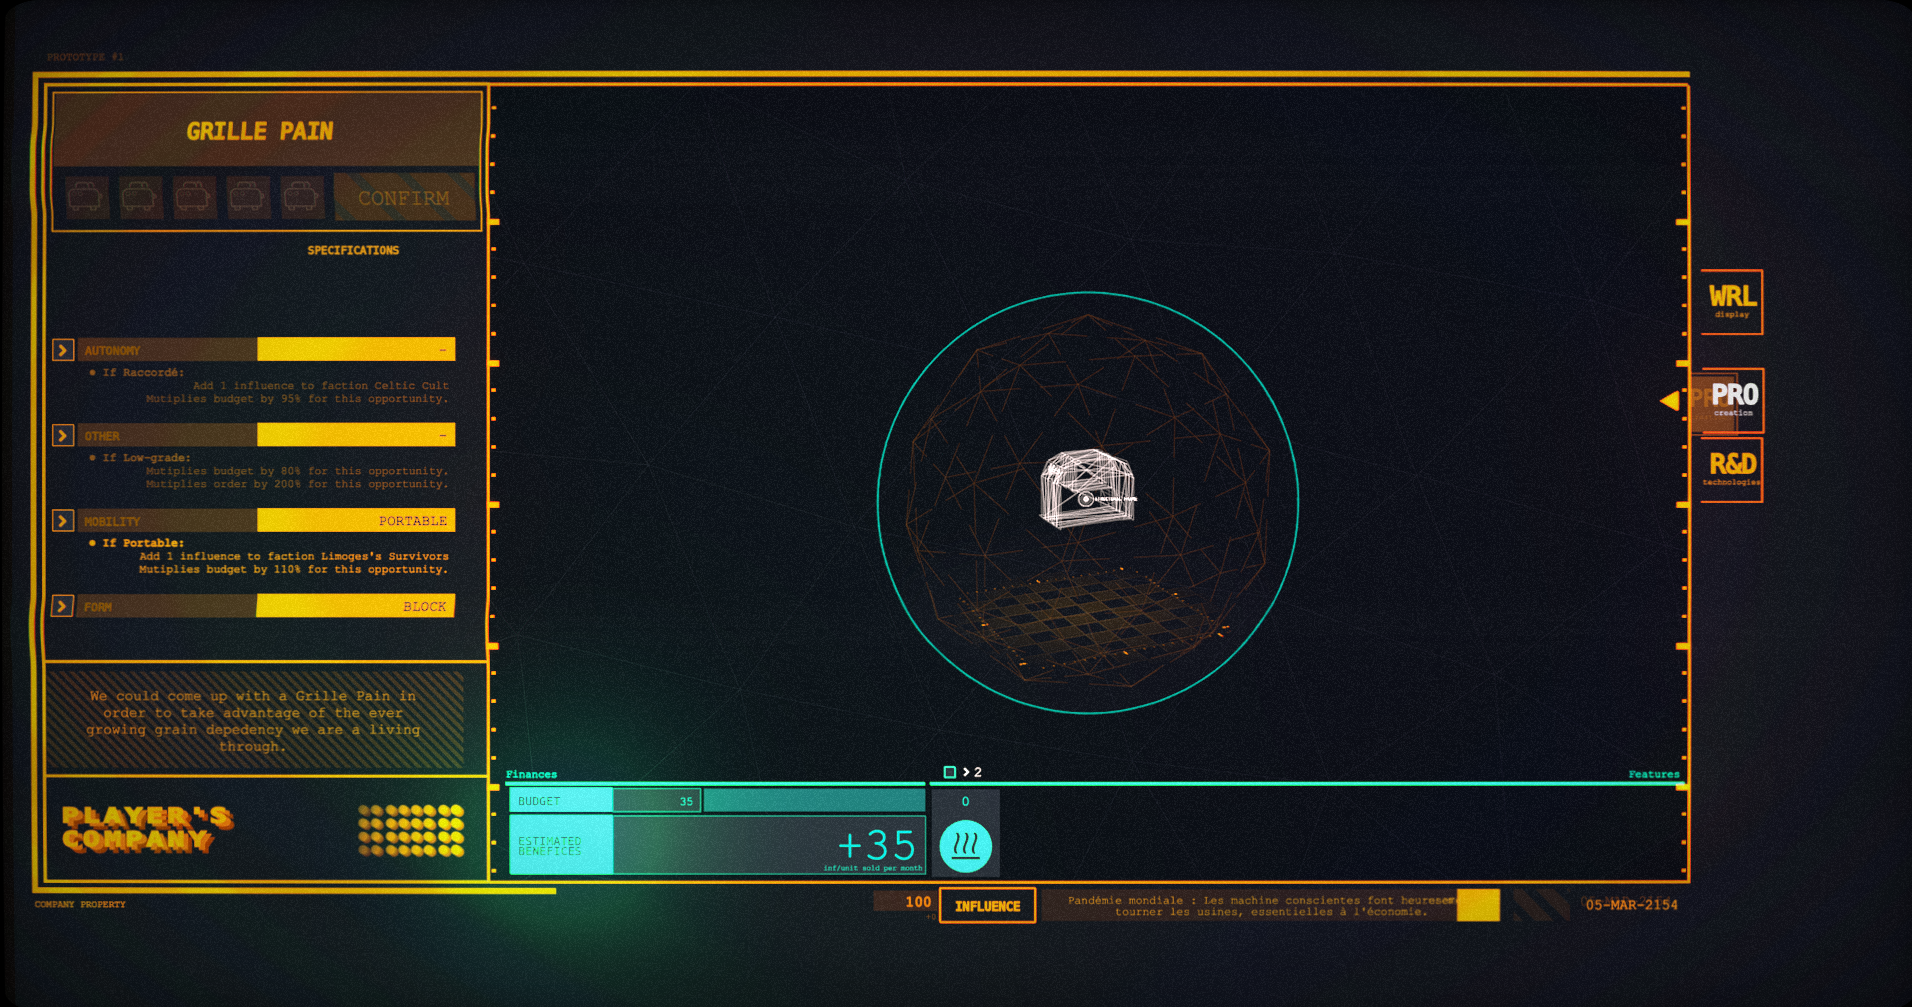 PROTOTYPE #1
GRILLE PAIN
CONFIRM
SPECIFICATIONS
AUTONOMY –
• If Raccordé:
Add 1 influence to faction Celtic Cult
Mutiplies budget by 95% for this opportunity.
OTHER –
• If Low-grade:
Mutiplies budget by 80% for this opportunity.
Mutiplies order by 200% for this opportunity.
MOBILITY PORTABLE
• If Portable:
Add 1 influence to faction Limoges's Survivors
Mutiplies budget by 110% for this opportunity.
FORM BLOCK
We could come up with a Grille Pain in
order to take advantage of the ever
growing grain depedency we are a living
through.
PLAYER'S
COMPANY
COMPANY PROPERTY
WRL
display
PRO
creation
R&D
technologies
Finances
> 2
Features
BUDGET 35
0
ESTIMATED
BENEFICES
+35
inf/unit sold per month
100
+0
INFLUENCE
Pandémie mondiale : Les machine conscientes font heureusem
tourner les usines, essentielles à l'économie.
05-MAR-2154